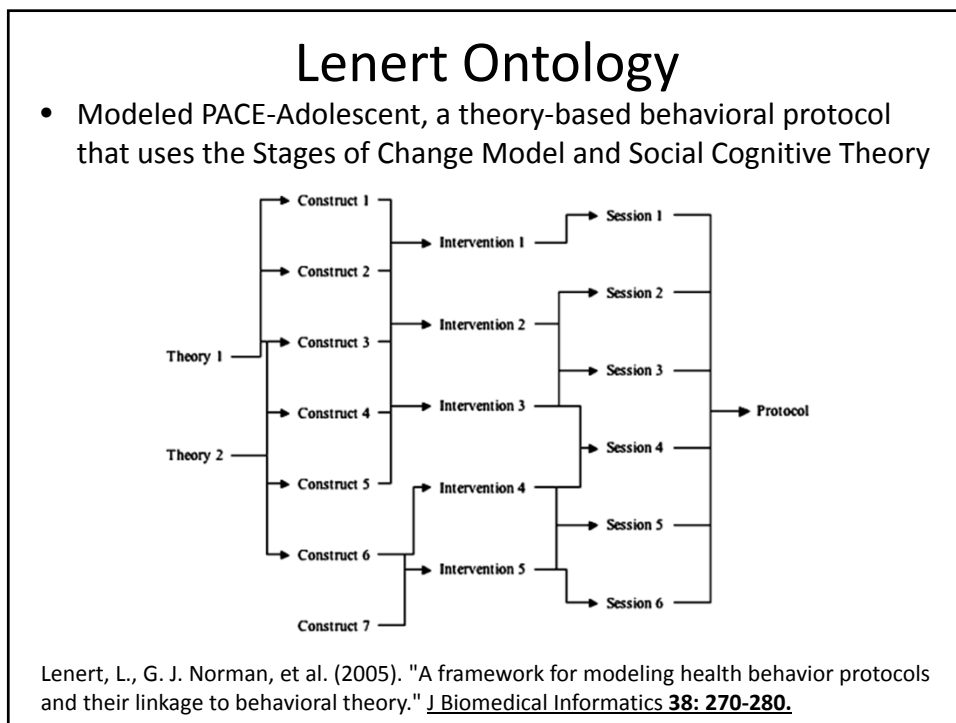 Lenert Ontology
• Modeled PACE-Adolescent, a theory-based behavioral protocol
that uses the Stages of Change Model and Social Cognitive Theory
Construct 1
Construct 2
Construct 3
Theory 1
Construct 4
Theory 2
Construct 5
Construct 6
Construct 7
Intervention 1
Intervention 2
Intervention 3
Intervention 4
Intervention 5
Session 1
Session 2
Session 3
Session 4
Session 5
Session 6
Protocol
Lenert, L., G. J. Norman, et al. (2005). "A framework for modeling health behavior protocols
and their linkage to behavioral theory." J Biomedical Informatics 38: 270-280.